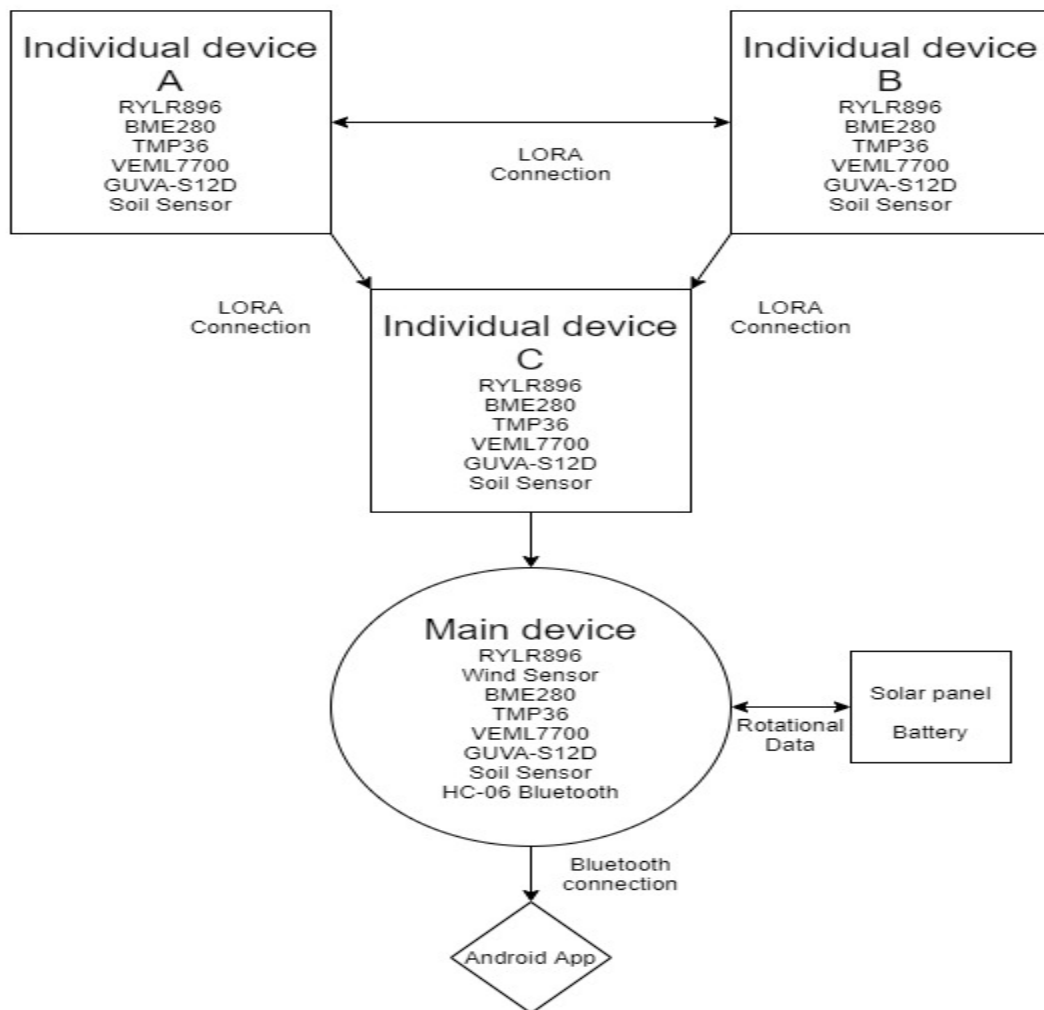 Individual device
A
RYLR896
BME280
TMP36
VEML7700
GUVA-S12D
Soil Sensor
Individual device
B
RYLR896
BME280
TMP36
VEML7700
GUVA-S12D
Soil Sensor
LORA
Connection
LORA
Connection
LORA
Connection
Individual device
C
RYLR896
BME280
TMP36
VEML7700
GUVA-S12D
Soil Sensor
Main device
RYLR896
Wind Sensor
BME280
TMP36
VEML7700
GUVA-S12D
Soil Sensor
HC-06 Bluetooth
Rotational
Data
Solar panel
Battery
Bluetooth
connection
Android App